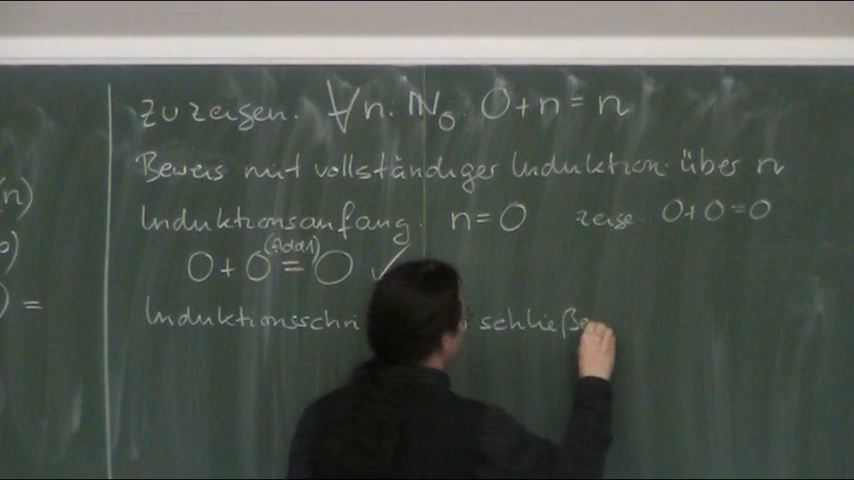 n)
o)
) =
Zu zeigen. ∀n: ℕ₀. 0+n = n
Beweis mit vollständiger Induktion über n
Induktionsanfang. n=0 zeige 0+0=0
(add1)
0+0 = 0 ✓
Induktionsschri schließe